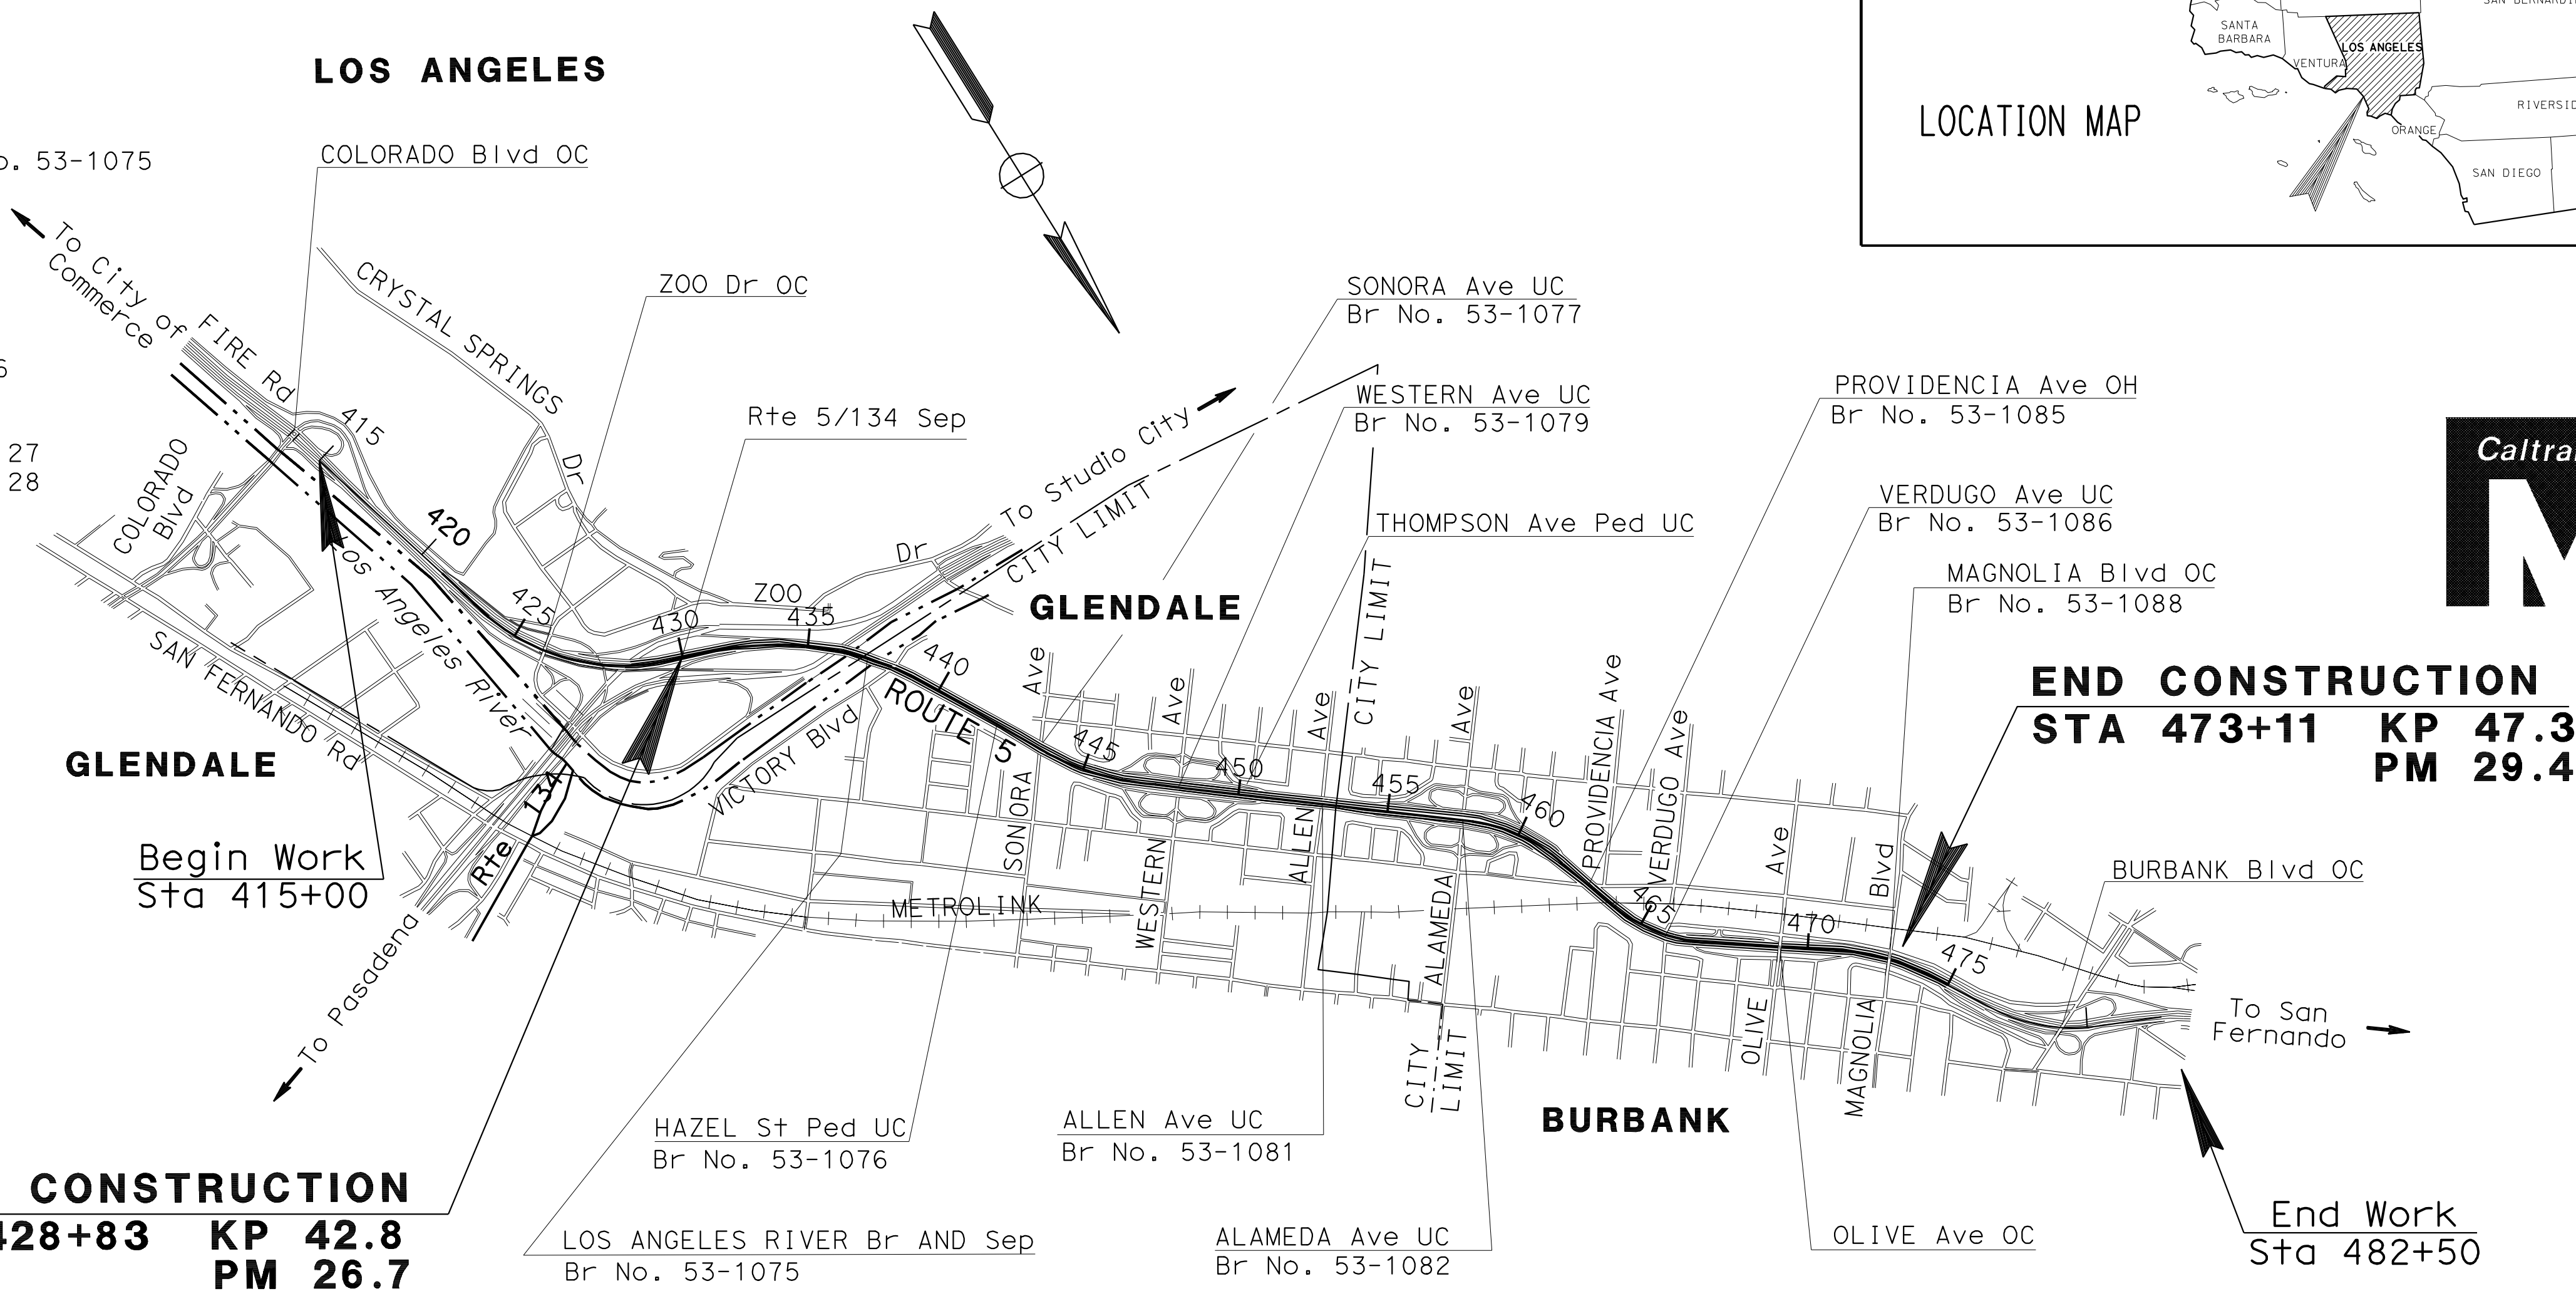 LOS ANGELES
o. 53-1075
COLORADO Blvd OC
To City of
Commerce
FIRE Rd
CRYSTAL SPRINGS
Dr
ZOO Dr OC
Rte 5/134 Sep
6
27
28
COLORADO
Blvd
415
420
425
430
435
440
445
450
455
460
465
470
475
Los Angeles River
ZOO
Dr
To Studio City
CITY LIMIT
SONORA Ave UC
Br No. 53-1077
WESTERN Ave UC
Br No. 53-1079
THOMPSON Ave Ped UC
CITY LIMIT
PROVIDENCIA Ave OH
Br No. 53-1085
VERDUGO Ave UC
Br No. 53-1086
MAGNOLIA Blvd OC
Br No. 53-1088
LOCATION MAP
SANTA
BARBARA
VENTURA
LOS ANGELES
ORANGE
RIVERSID
SAN DIEGO
SAN BERNARDI
Caltra
END CONSTRUCTION
STA 473+11 KP 47.3
PM 29.4
GLENDALE
SAN FERNANDO Rd
GLENDALE
ROUTE 5
VICTORY Blvd
Rte 134
SONORA
Ave
WESTERN
Ave
ALLEN
Ave
ALAMEDA
Ave
PROVIDENCIA Ave
VERDUGO Ave
OLIVE
Ave
MAGNOLIA
Blvd
METROLINK
BURBANK Blvd OC
To San
Fernando
Begin Work
Sta 415+00
To Pasadena
CITY
LIMIT
BURBANK
CONSTRUCTION
428+83 KP 42.8
PM 26.7
HAZEL St Ped UC
Br No. 53-1076
LOS ANGELES RIVER Br AND Sep
Br No. 53-1075
ALLEN Ave UC
Br No. 53-1081
ALAMEDA Ave UC
Br No. 53-1082
OLIVE Ave OC
End Work
Sta 482+50